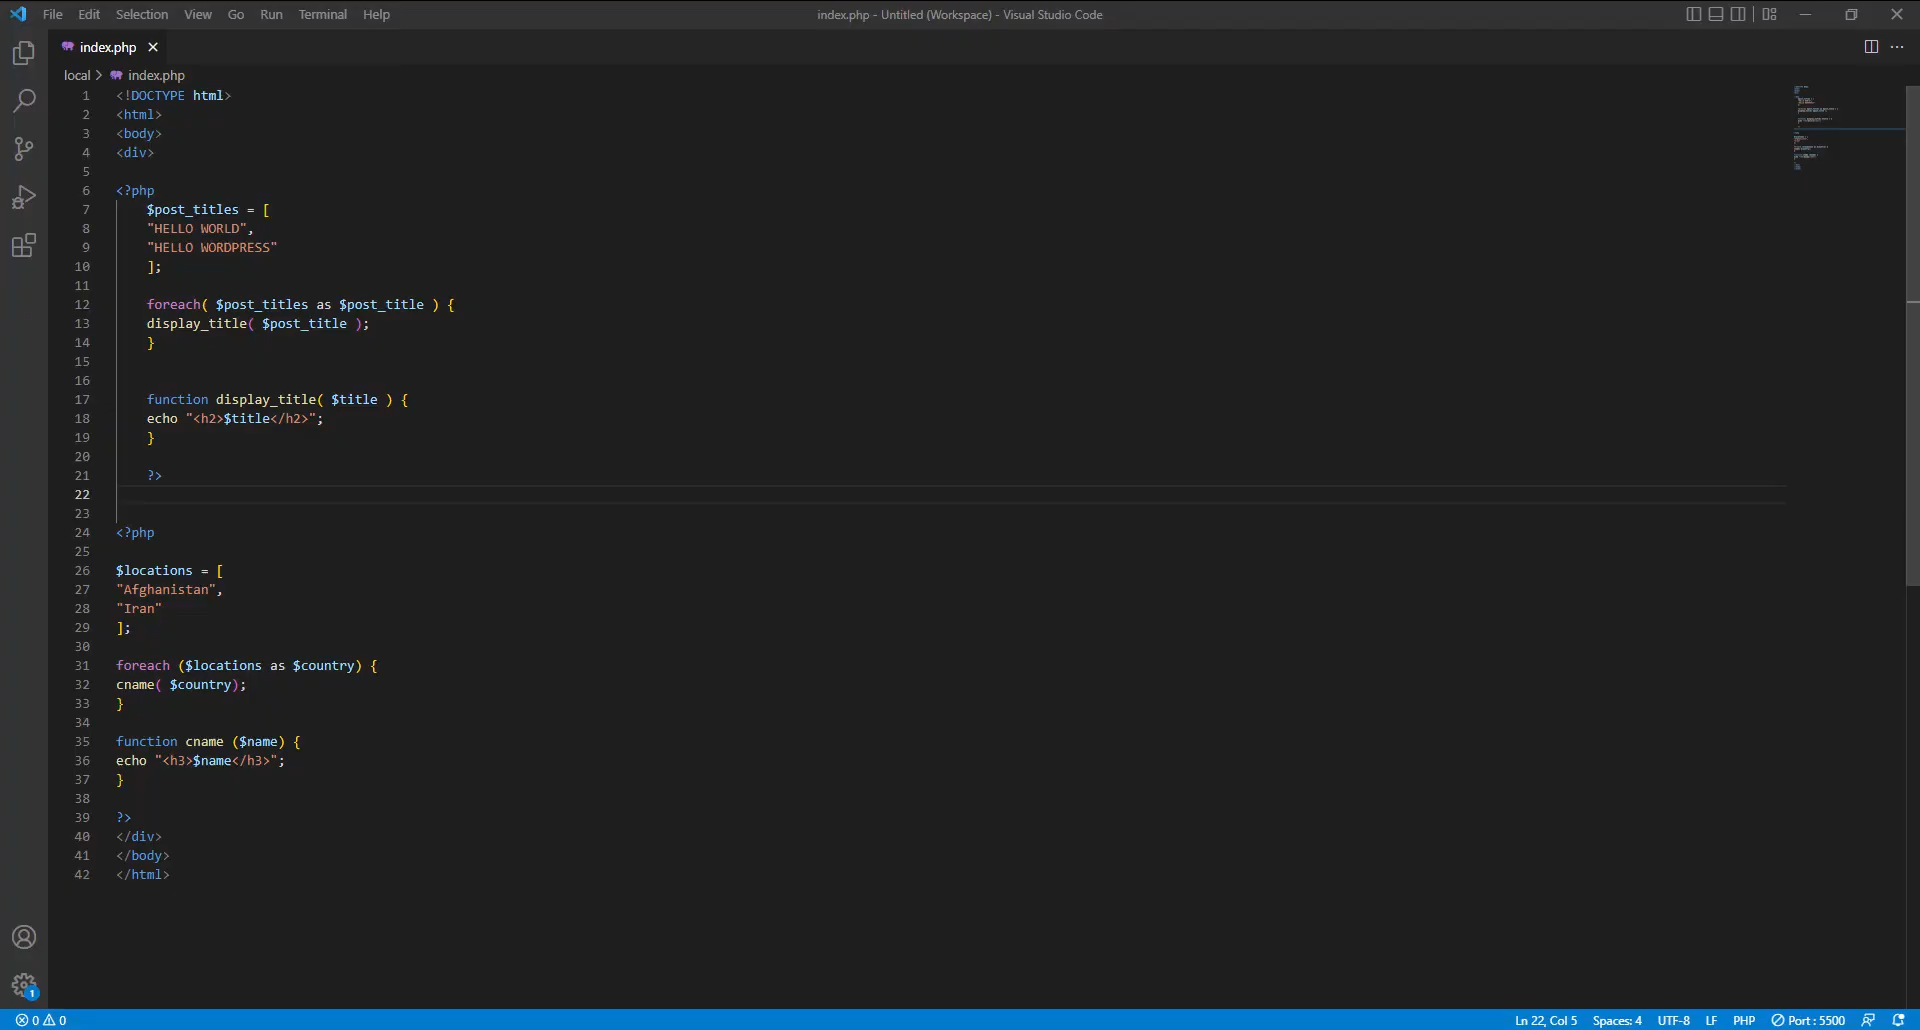 File Edit Selection View Go Run Terminal Help
index.php - Untitled (Workspace) - Visual Studio Code
index.php
local > index.php
1 <!DOCTYPE html>
2 <html>
3 <body>
4 <div>
5
6 <?php
7 $post_titles = [
8 "HELLO WORLD",
9 "HELLO WORDPRESS"
10 ];
11
12 foreach( $post_titles as $post_title ) {
13 display_title( $post_title );
14 }
15
16
17 function display_title( $title ) {
18 echo "<h2>$title</h2>";
19 }
20
21 ?>
22
23
24 <?php
25
26 $locations = [
27 "Afghanistan",
28 "Iran"
29 ];
30
31 foreach ($locations as $country) {
32 cname( $country);
33 }
34
35 function cname ($name) {
36 echo "<h3>$name</h3>";
37 }
38
39 ?>
40 </div>
41 </body>
42 </html>
1
0 0 Ln 22, Col 5 Spaces: 4 UTF-8 LF PHP Port : 5500